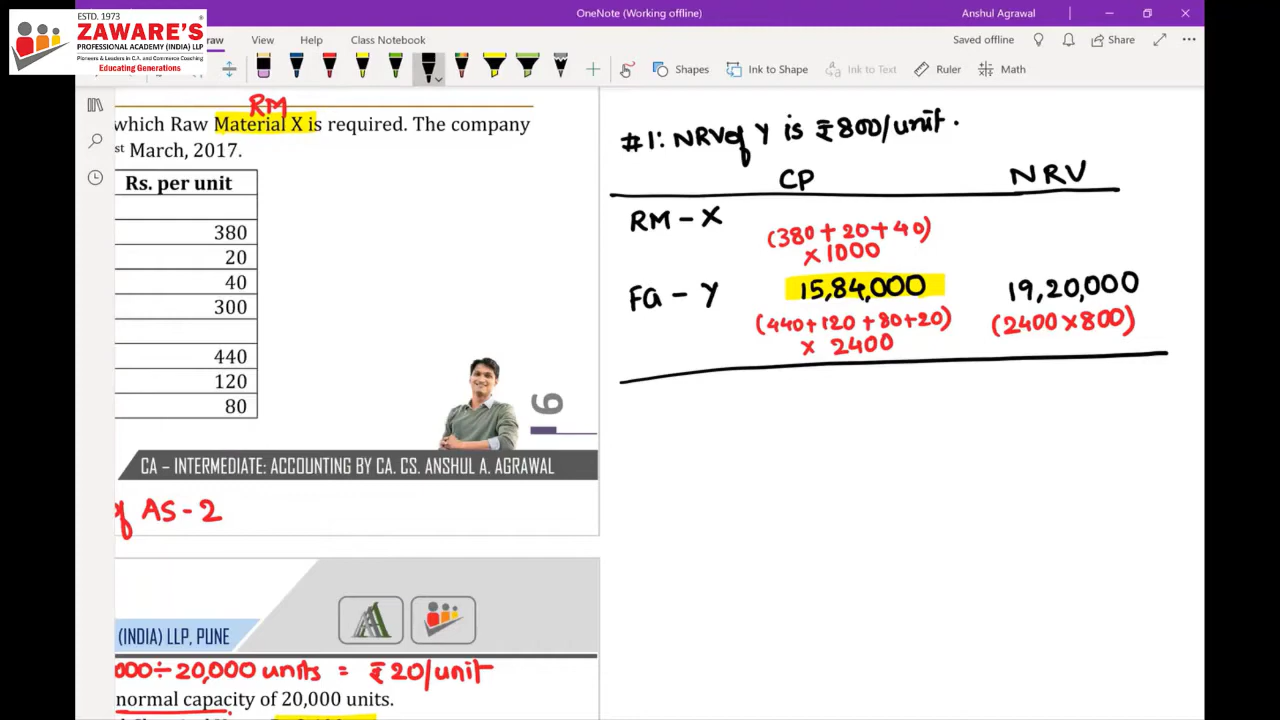 ESTD. 1973
ZAWARE'S
PROFESSIONAL ACADEMY (INDIA) LLP
Pioneers & Leaders in C.A. and Commerce Coaching
Educating Generations
OneNote (Working offline)
Anshul Agrawal
raw View Help Class Notebook
Saved offline Share
Shapes Ink to Shape Ink to Text Ruler Math
RM
which Raw Material X is required. The company
st March, 2017.
Rs. per unit
380
20
40
300
440
120
80
6
CA – INTERMEDIATE: ACCOUNTING BY CA. CS. ANSHUL A. AGRAWAL
of AS-2
(INDIA) LLP, PUNE
000÷20,000 units = ₹20/unit
normal capacity of 20,000 units.
#1: NRV of Y is ₹800/unit.
CP NRV
RM - X
(380 + 20 + 40)
x 1000
FG - Y 15,84,000 19,20,000
(440+120 +80+20) (2400 x 800)
x 2400